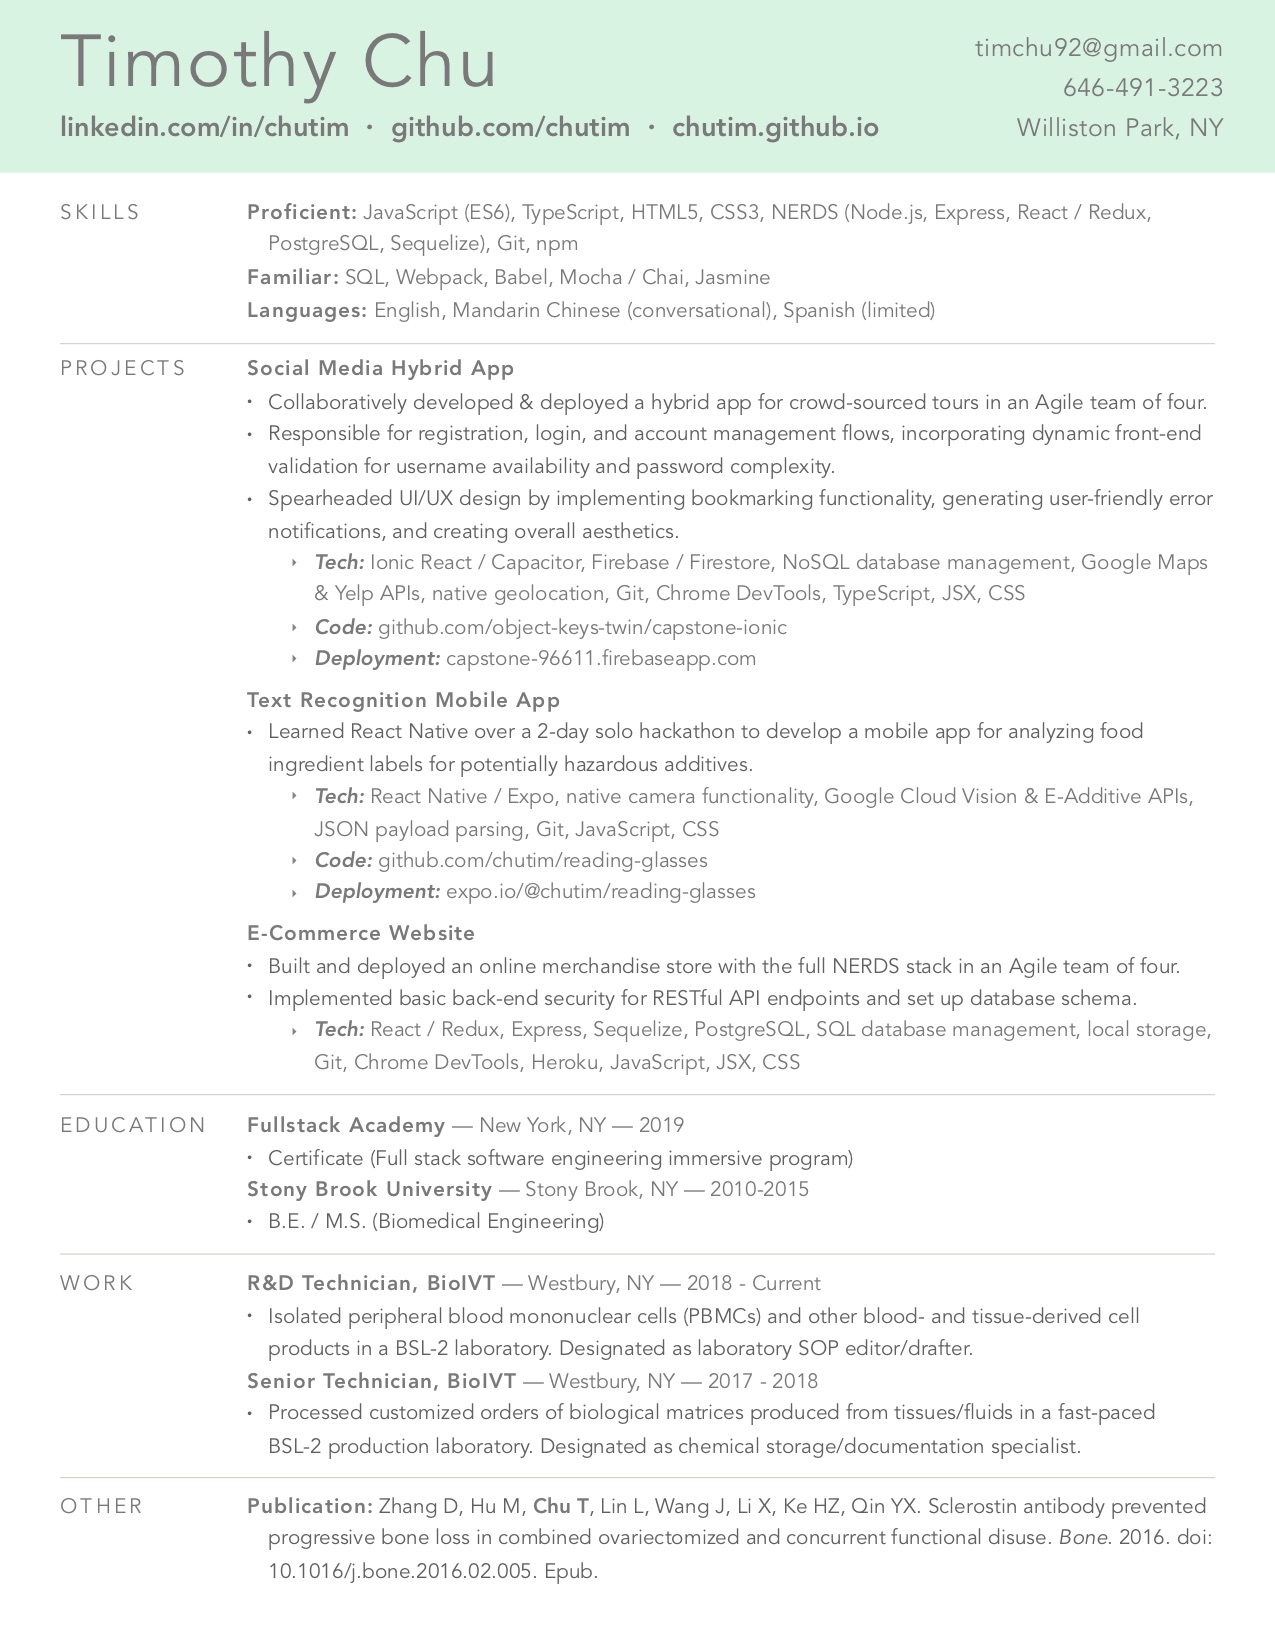 Timothy Chu
linkedin.com/in/chutim · github.com/chutim · chutim.github.io
timchu92@gmail.com
646-491-3223
Williston Park, NY
SKILLS
Proficient: JavaScript (ES6), TypeScript, HTML5, CSS3, NERDS (Node.js, Express, React / Redux,
PostgreSQL, Sequelize), Git, npm
Familiar: SQL, Webpack, Babel, Mocha / Chai, Jasmine
Languages: English, Mandarin Chinese (conversational), Spanish (limited)
PROJECTS
Social Media Hybrid App
· Collaboratively developed & deployed a hybrid app for crowd-sourced tours in an Agile team of four.
· Responsible for registration, login, and account management flows, incorporating dynamic front-end
validation for username availability and password complexity.
· Spearheaded UI/UX design by implementing bookmarking functionality, generating user-friendly error
notifications, and creating overall aesthetics.
‣ Tech: Ionic React / Capacitor, Firebase / Firestore, NoSQL database management, Google Maps
& Yelp APIs, native geolocation, Git, Chrome DevTools, TypeScript, JSX, CSS
‣ Code: github.com/object-keys-twin/capstone-ionic
‣ Deployment: capstone-96611.firebaseapp.com
Text Recognition Mobile App
· Learned React Native over a 2-day solo hackathon to develop a mobile app for analyzing food
ingredient labels for potentially hazardous additives.
‣ Tech: React Native / Expo, native camera functionality, Google Cloud Vision & E-Additive APIs,
JSON payload parsing, Git, JavaScript, CSS
‣ Code: github.com/chutim/reading-glasses
‣ Deployment: expo.io/@chutim/reading-glasses
E-Commerce Website
· Built and deployed an online merchandise store with the full NERDS stack in an Agile team of four.
· Implemented basic back-end security for RESTful API endpoints and set up database schema.
‣ Tech: React / Redux, Express, Sequelize, PostgreSQL, SQL database management, local storage,
Git, Chrome DevTools, Heroku, JavaScript, JSX, CSS
EDUCATION
Fullstack Academy — New York, NY — 2019
· Certificate (Full stack software engineering immersive program)
Stony Brook University — Stony Brook, NY — 2010-2015
· B.E. / M.S. (Biomedical Engineering)
WORK
R&D Technician, BioIVT — Westbury, NY — 2018 - Current
· Isolated peripheral blood mononuclear cells (PBMCs) and other blood- and tissue-derived cell
products in a BSL-2 laboratory. Designated as laboratory SOP editor/drafter.
Senior Technician, BioIVT — Westbury, NY — 2017 - 2018
· Processed customized orders of biological matrices produced from tissues/fluids in a fast-paced
BSL-2 production laboratory. Designated as chemical storage/documentation specialist.
OTHER
Publication: Zhang D, Hu M, Chu T, Lin L, Wang J, Li X, Ke HZ, Qin YX. Sclerostin antibody prevented
progressive bone loss in combined ovariectomized and concurrent functional disuse. Bone. 2016. doi:
10.1016/j.bone.2016.02.005. Epub.